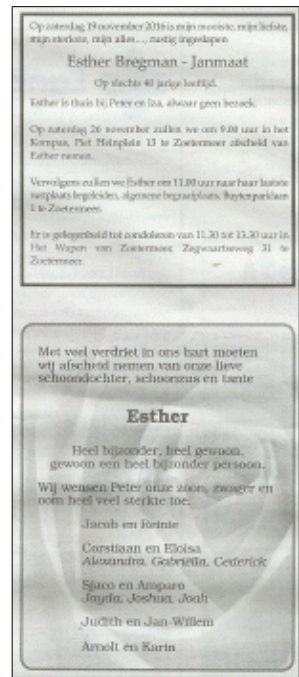 Op zaterdag 19 november 2016 is mijn mooiste, mijn liefste,
mijn sterkste, mijn alles..., rustig ingeslapen
Esther Bregman - Janmaat
Op slechts 40 jarige leeftijd.
Esther is thuis bij Peter en Iza, alwaar geen bezoek.
Op zaterdag 26 november zullen we om 9.00 uur in het
Kompas, Piet Heinplein 13 te Zoetermeer afscheid van
Esther nemen.
Vervolgens zullen we Esther om 11.00 uur naar haar laatste
rustplaats begeleiden, algemene begraafplaats, Buytenparklaan
1 te Zoetermeer.
Er is gelegenheid tot condoleren van 11.30 tot 13.30 uur in
Het Wapen van Zoetermeer, Zegwaartseweg 31 te
Zoetermeer.
Met veel verdriet in ons hart moeten
wij afscheid nemen van onze lieve
schoondochter, schoonzus en tante
Esther
Heel bijzonder, heel gewoon,
gewoon een heel bijzonder persoon.
Wij wensen Peter onze zoon, zwager en
oom heel veel sterkte toe.
Jacob en Reinie
Corstiaan en Eloisa
Alexandra, Gabriëlla, Cederick
Sjaco en Amparo
Jayda, Joshua, Joah
Judith en Jan-Willem
Arnolt en Karin